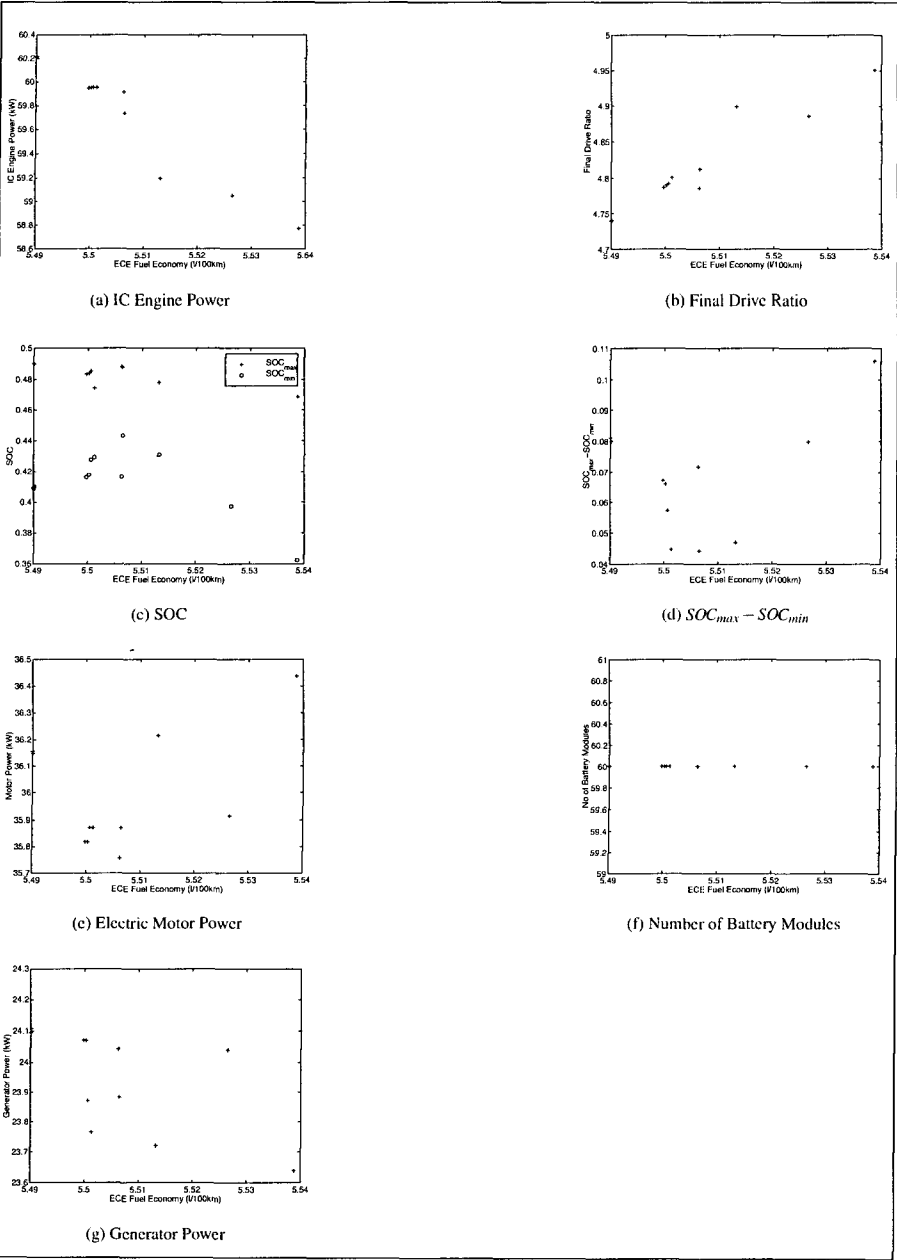 60.4
60.2
60
59.8
59.6
59.4
59.2
59
58.8
58.6
5.49 5.5 5.51 5.52 5.53 5.54
IC Engine Power (kW)
ECE Fuel Economy (l/100km)
(a) IC Engine Power
5
4.95
4.9
4.85
4.8
4.75
4.7
5.49 5.5 5.51 5.52 5.53 5.54
Final Drive Ratio
ECE Fuel Economy (l/100km)
(b) Final Drive Ratio
0.5
0.48
0.46
0.44
0.42
0.4
0.38
0.36
5.49 5.5 5.51 5.52 5.53 5.54
SOC
SOC_max
SOC_min
ECE Fuel Economy (l/100km)
(c) SOC
0.11
0.1
0.09
0.08
0.07
0.06
0.05
0.04
5.49 5.5 5.51 5.52 5.53 5.54
SOC_max-SOC_min
ECE Fuel Economy (l/100km)
(d) SOC_max − SOC_min
36.5
36.4
36.3
36.2
36.1
36
35.9
35.8
35.7
5.49 5.5 5.51 5.52 5.53 5.54
Motor Power (kW)
ECE Fuel Economy (l/100km)
(e) Electric Motor Power
61
60.8
60.6
60.4
60.2
60
59.8
59.6
59.4
59.2
59
5.49 5.5 5.51 5.52 5.53 5.54
No of Battery Modules
ECE Fuel Economy (l/100km)
(f) Number of Battery Modules
24.3
24.2
24.1
24
23.9
23.8
23.7
23.6
5.49 5.5 5.51 5.52 5.53 5.54
Generator Power (kW)
ECE Fuel Economy (l/100km)
(g) Generator Power